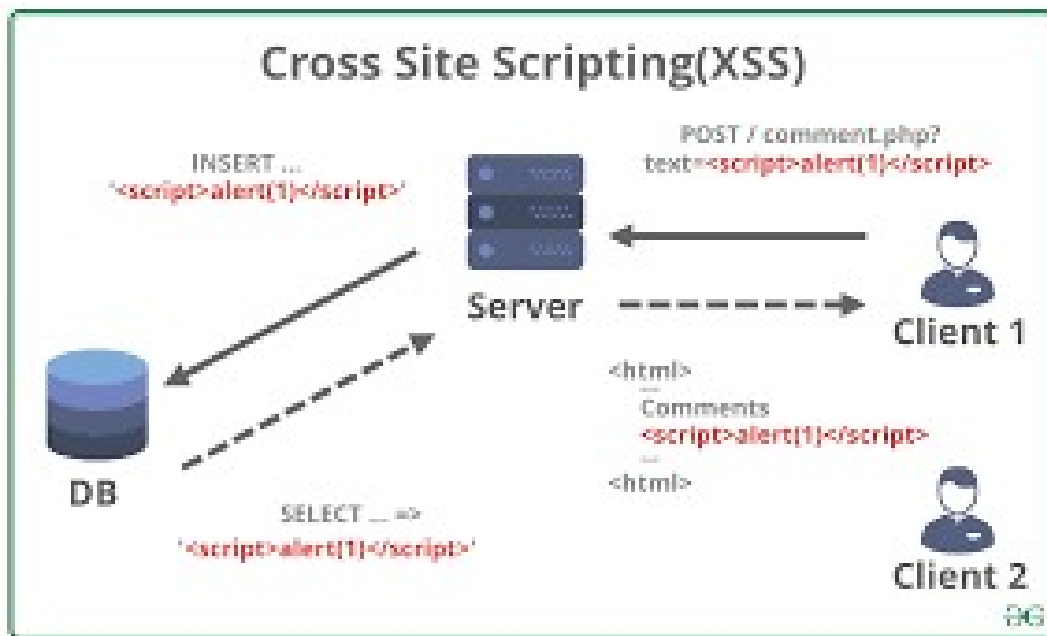 Cross Site Scripting(XSS)
POST / comment.php?
text=<script>alert(1)</script>
INSERT ...
'<script>alert(1)</script>'
Server
Client 1
DB
<html>
...
Comments
<script>alert(1)</script>
...
<html>
SELECT ... =>
'<script>alert(1)</script>'
Client 2